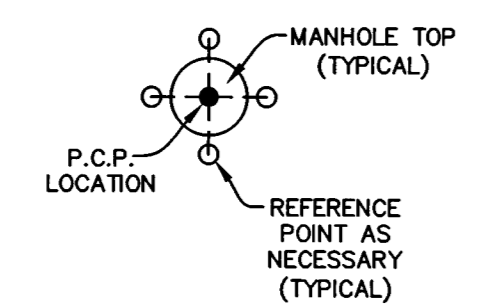 MANHOLE TOP
(TYPICAL)
P.C.P.
LOCATION
REFERENCE
POINT AS
NECESSARY
(TYPICAL)